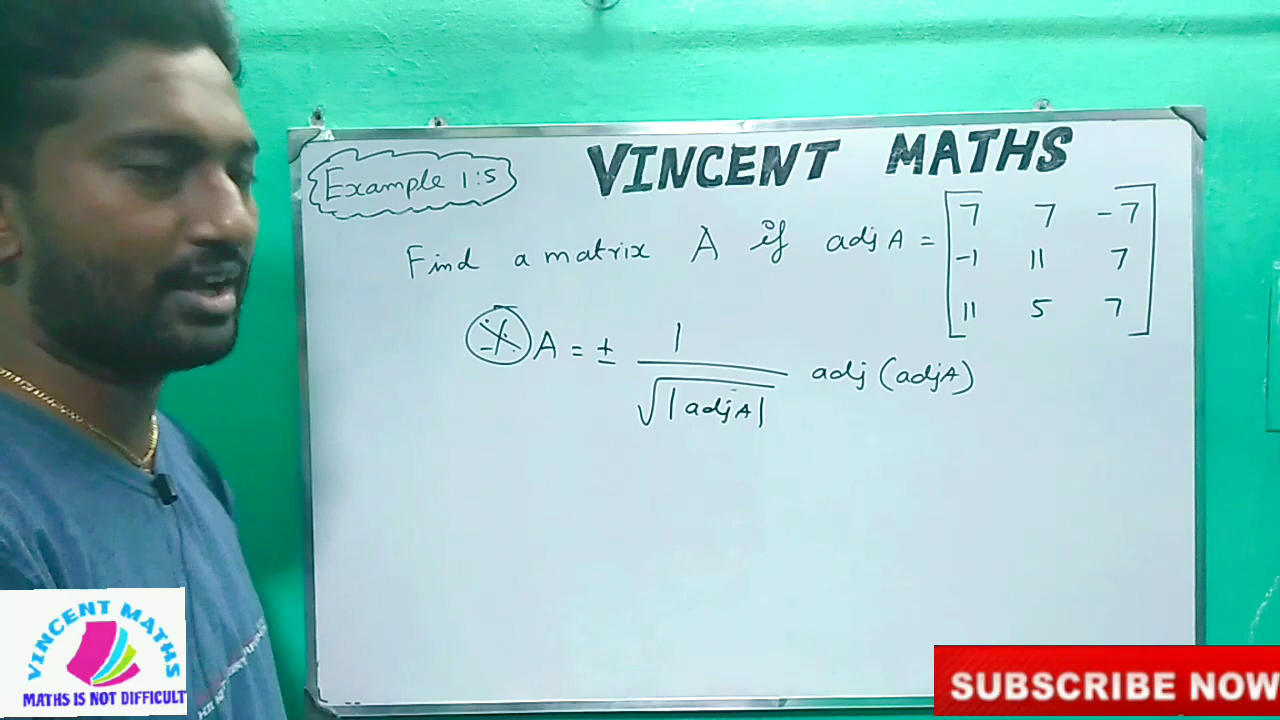 VINCENT MATHS
Example 1:5
Find a matrix A if adj A = [ 7 7 -7
-1 11 7
11 5 7 ]
A = ± 1 / √|adj A| adj (adj A)
VINCENT MATHS
MATHS IS NOT DIFFICULT
SUBSCRIBE NOW